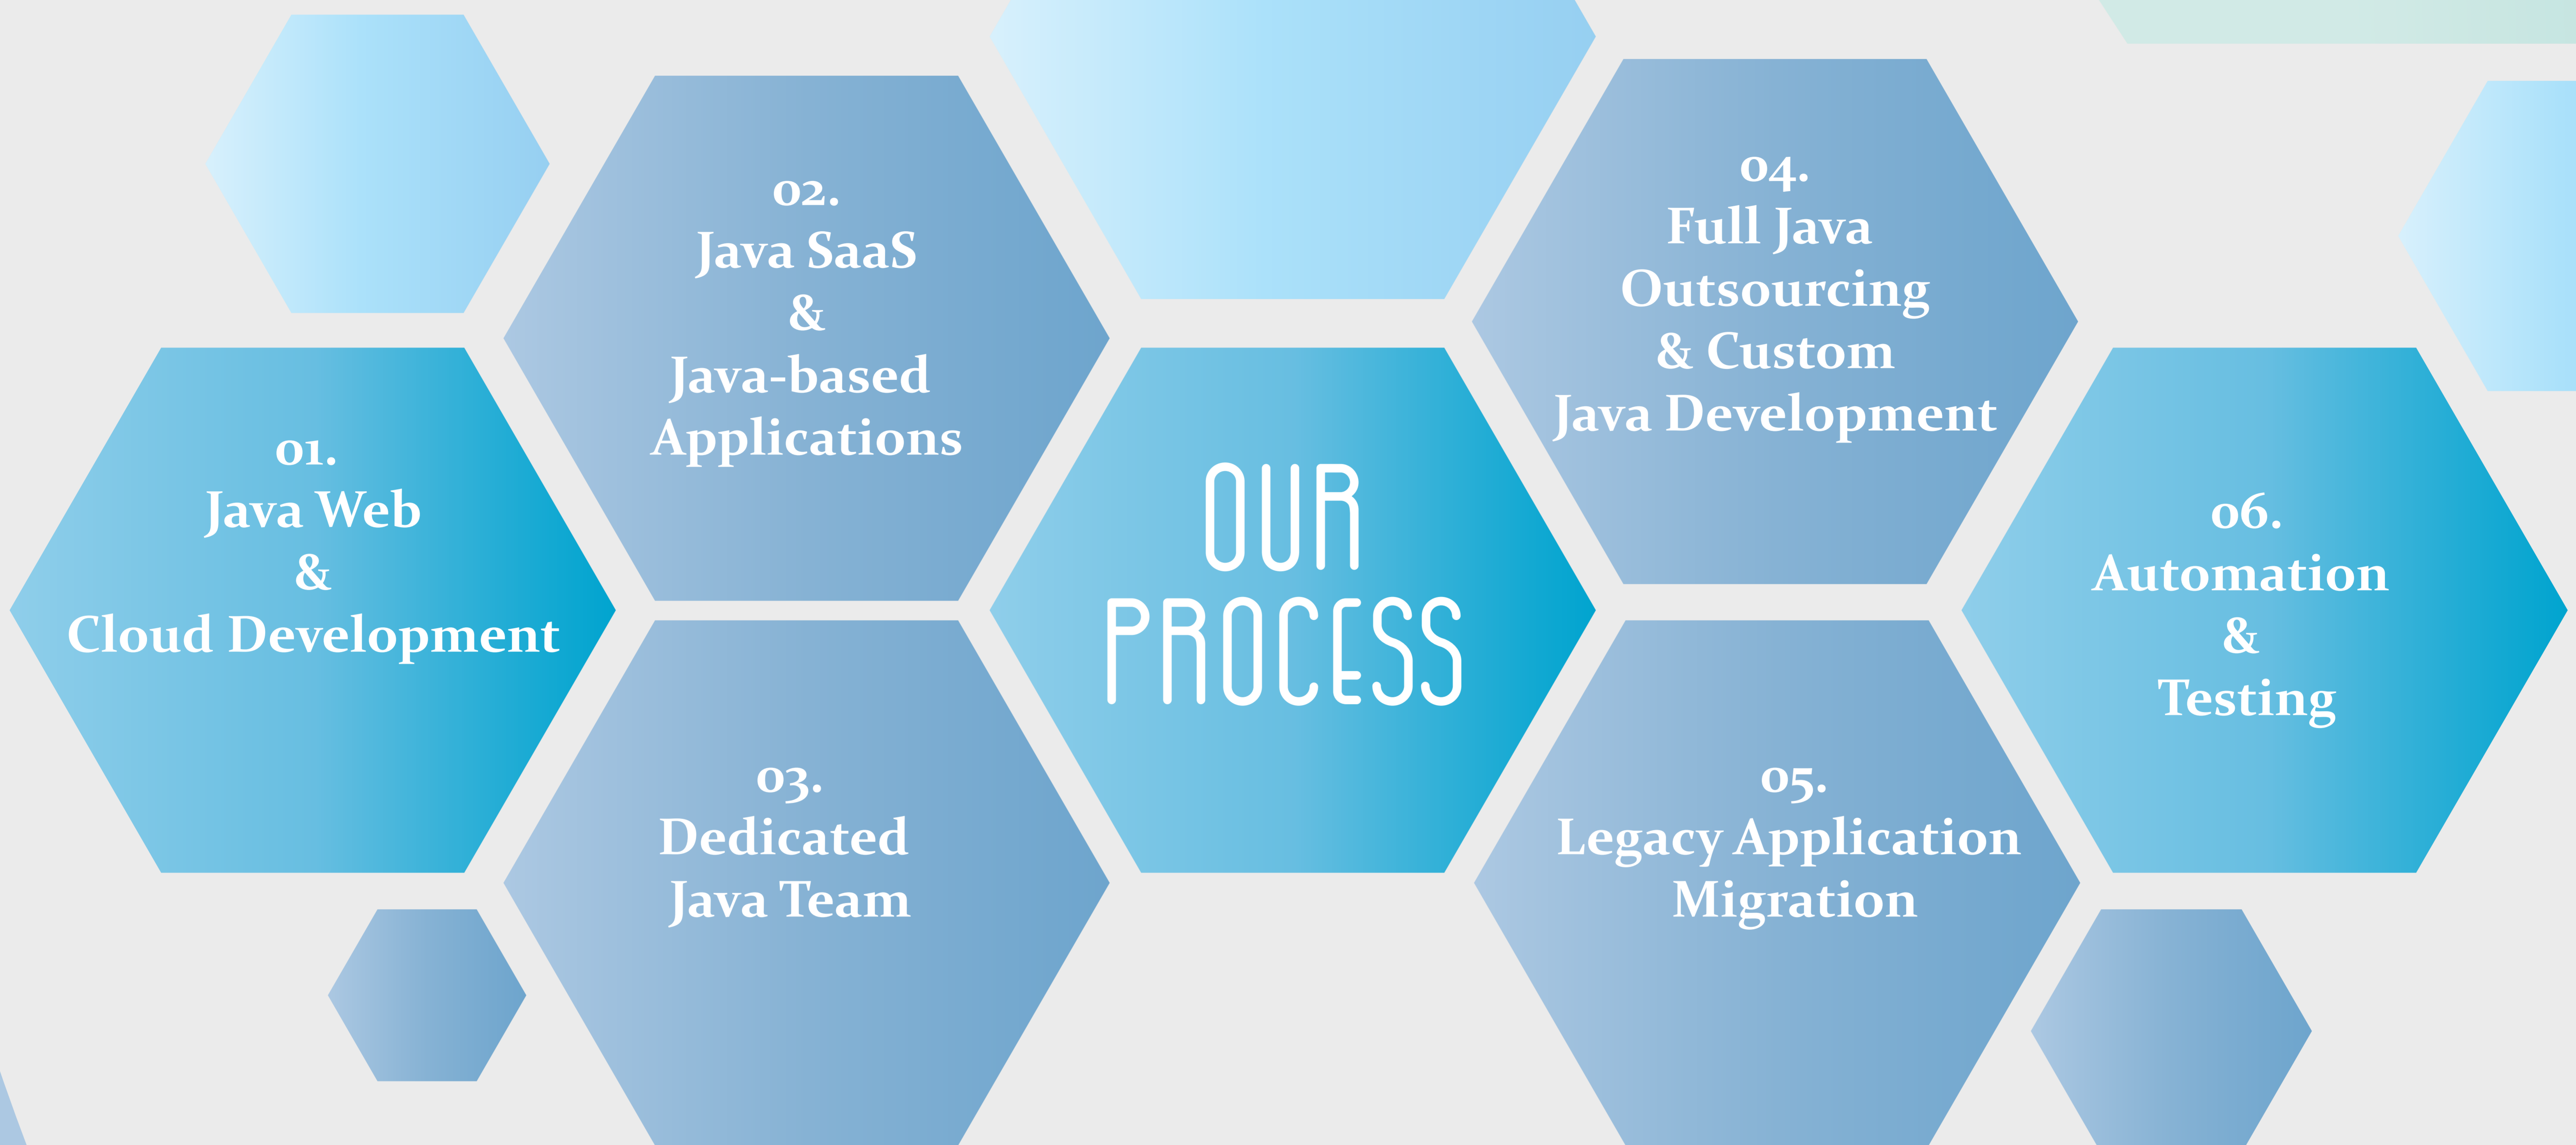 01.
Java Web
&
Cloud Development
02.
Java SaaS
&
Java-based
Applications
03.
Dedicated
Java Team
OUR
PROCESS
04.
Full Java
Outsourcing
& Custom
Java Development
05.
Legacy Application
Migration
06.
Automation
&
Testing